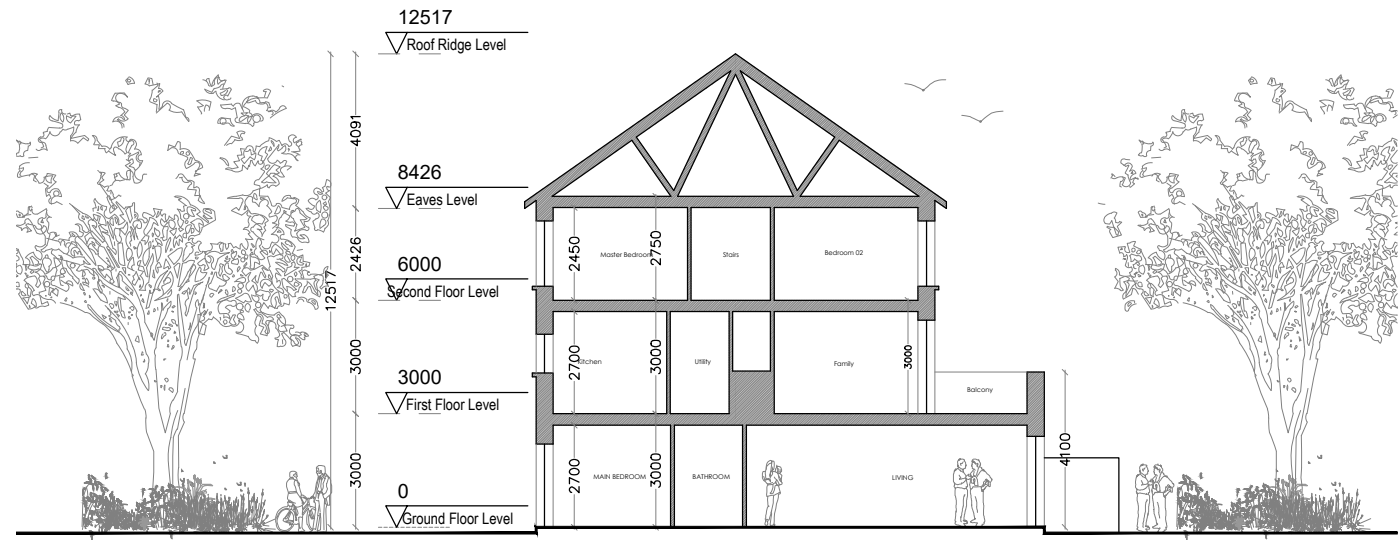 12517
Roof Ridge Level
4091
8426
Eaves Level
2426
2450
Master Bedroom
2750
Stairs
Bedroom 02
6000
Second Floor Level
12517
3000
2700
Kitchen
Utility
3000
Family
3000
Balcony
3000
First Floor Level
4100
3000
2700
MAIN BEDROOM
3000
BATHROOM
LIVING
0
Ground Floor Level